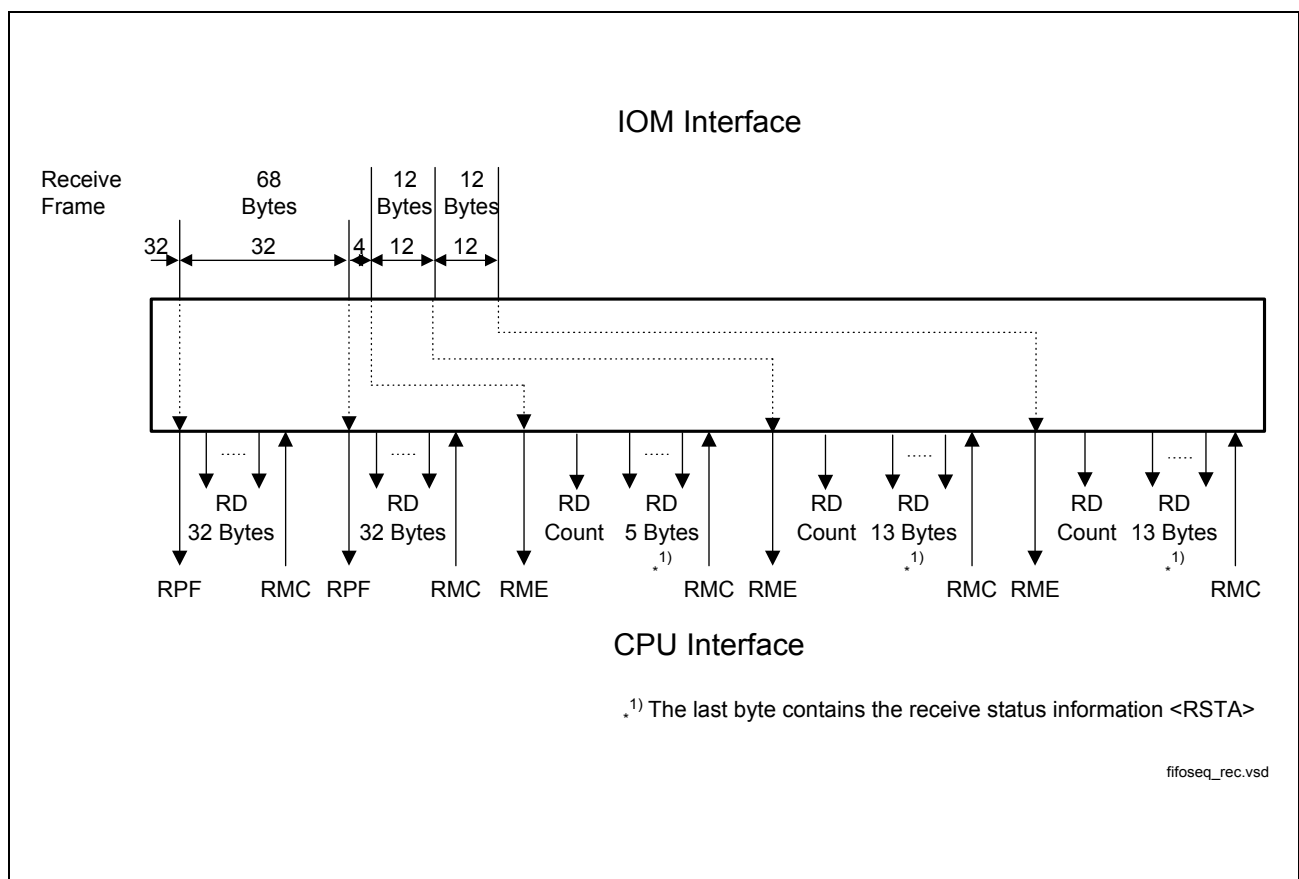 IOM Interface
Receive
Frame
68
Bytes
12
Bytes
12
Bytes
32
32
4
12
12
.....
.....
.....
.....
.....
RD
32 Bytes
RD
32 Bytes
RD
Count
RD
5 Bytes
*1)
RD
Count
RD
13 Bytes
*1)
RD
Count
RD
13 Bytes
*1)
RPF
RMC
RPF
RMC
RME
RMC
RME
RMC
RME
RMC
CPU Interface
*1) The last byte contains the receive status information <RSTA>
fifoseq_rec.vsd